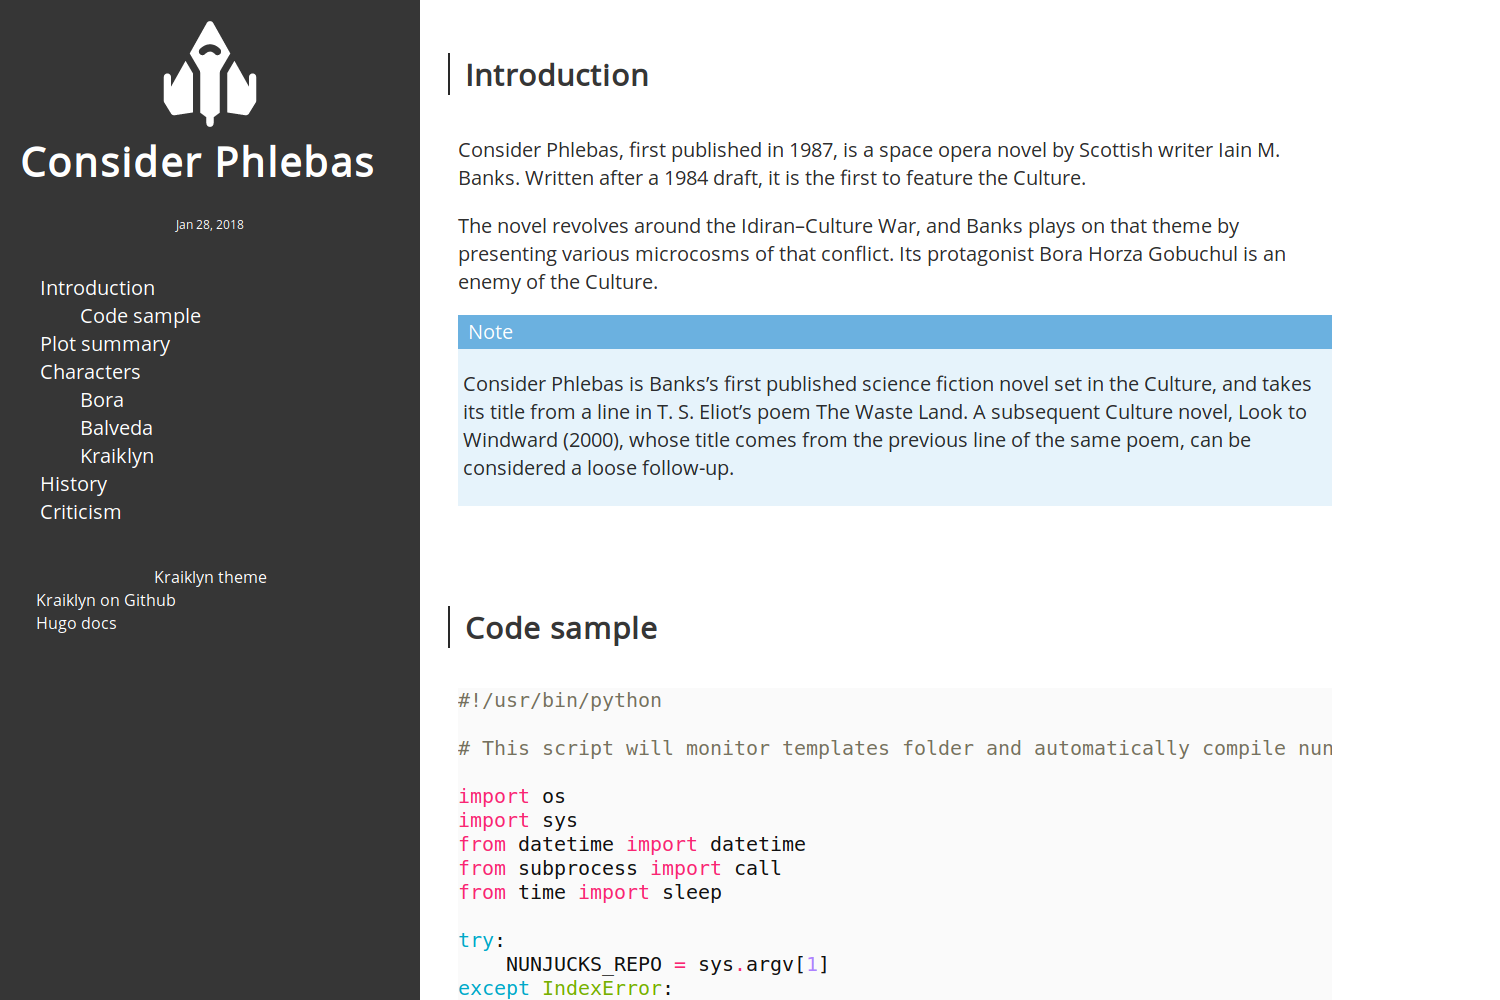 Consider Phlebas
Jan 28, 2018
Introduction
Code sample
Plot summary
Characters
Bora
Balveda
Kraiklyn
History
Criticism
Kraiklyn theme
Kraiklyn on Github
Hugo docs
Introduction
Consider Phlebas, first published in 1987, is a space opera novel by Scottish writer Iain M.
Banks. Written after a 1984 draft, it is the first to feature the Culture.
The novel revolves around the Idiran–Culture War, and Banks plays on that theme by
presenting various microcosms of that conflict. Its protagonist Bora Horza Gobuchul is an
enemy of the Culture.
Note
Consider Phlebas is Banks’s first published science fiction novel set in the Culture, and takes
its title from a line in T. S. Eliot’s poem The Waste Land. A subsequent Culture novel, Look to
Windward (2000), whose title comes from the previous line of the same poem, can be
considered a loose follow-up.
Code sample
#!/usr/bin/python
# This script will monitor templates folder and automatically compile nun
import os
import sys
from datetime import datetime
from subprocess import call
from time import sleep
try:
    NUNJUCKS_REPO = sys.argv[1]
except IndexError: